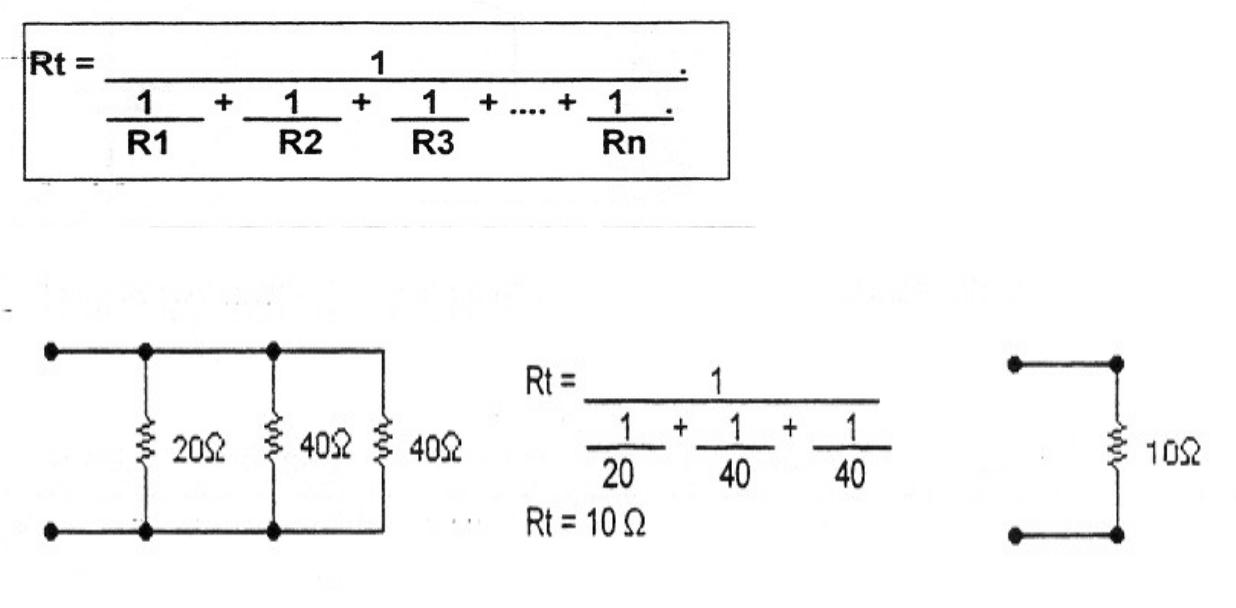 Rt = 1 .
1 + 1 + 1 + .... + 1 .
R1 R2 R3 Rn
20Ω 40Ω 40Ω
Rt = 1
1 + 1 + 1
20 40 40
Rt = 10 Ω
10Ω